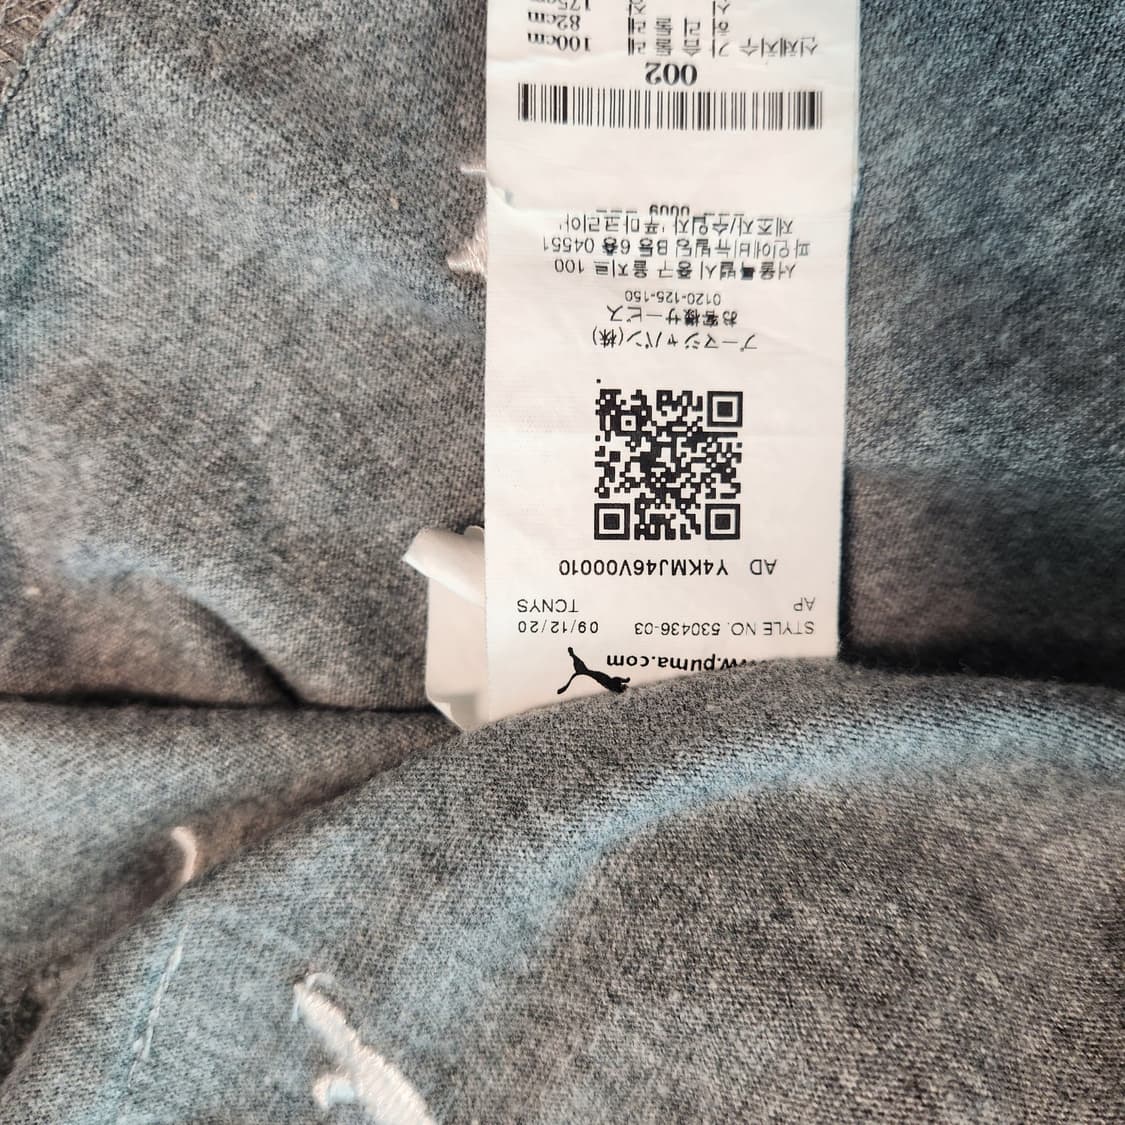 www.puma.com
STYLE NO. 530436-03 09/12/20
AP TCNYS
AD Y4KMJ46V00010
プーマジャパン(株)
お客様サービス
0120-125-150
서울특별시 중구 을지로 100
파인에비뉴빌딩 B동 6층 04551
제조자/수입자 '푸마코리아'
002
신체치수 가슴둘레 100cm
허리둘레 82cm
175cm